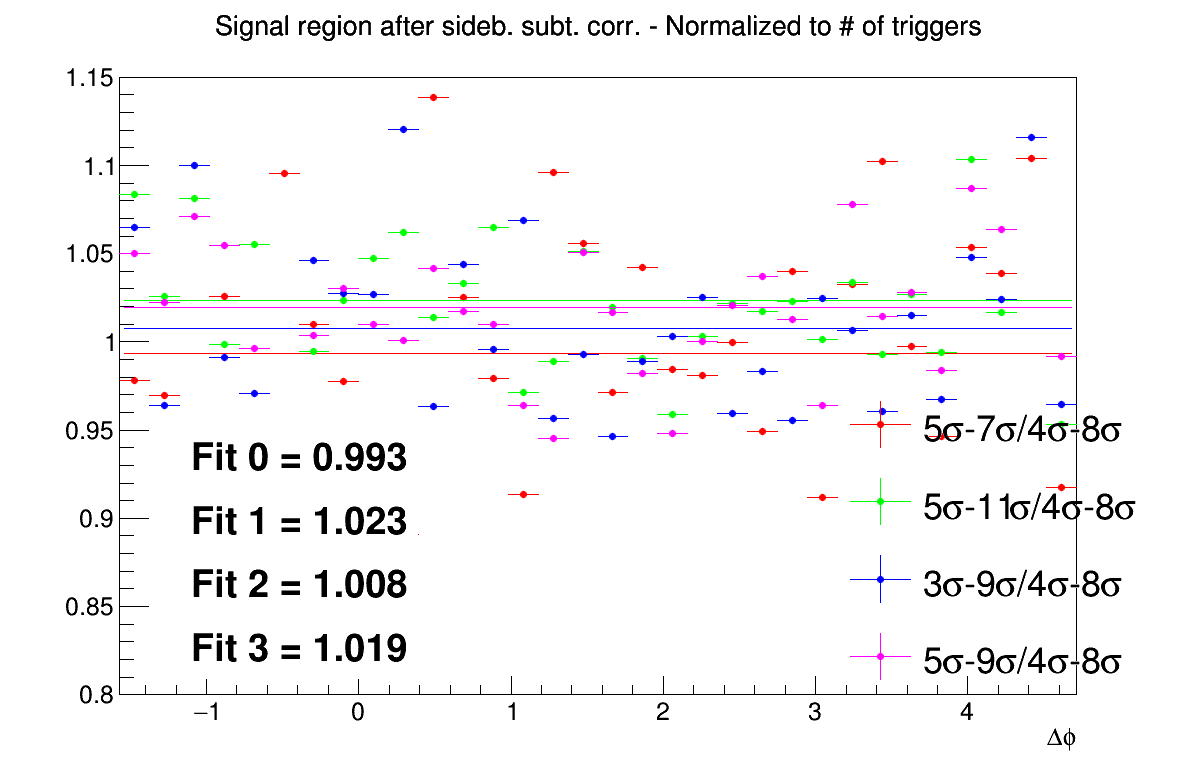 Signal region after sideb. subt. corr. - Normalized to # of triggers
1.15
1.1
1.05
1
0.95
0.9
0.85
0.8
Fit 0 = 0.993
Fit 1 = 1.023
Fit 2 = 1.008
Fit 3 = 1.019
5σ-7σ/4σ-8σ
5σ-11σ/4σ-8σ
3σ-9σ/4σ-8σ
5σ-9σ/4σ-8σ
−1 0 1 2 3 4
Δϕ